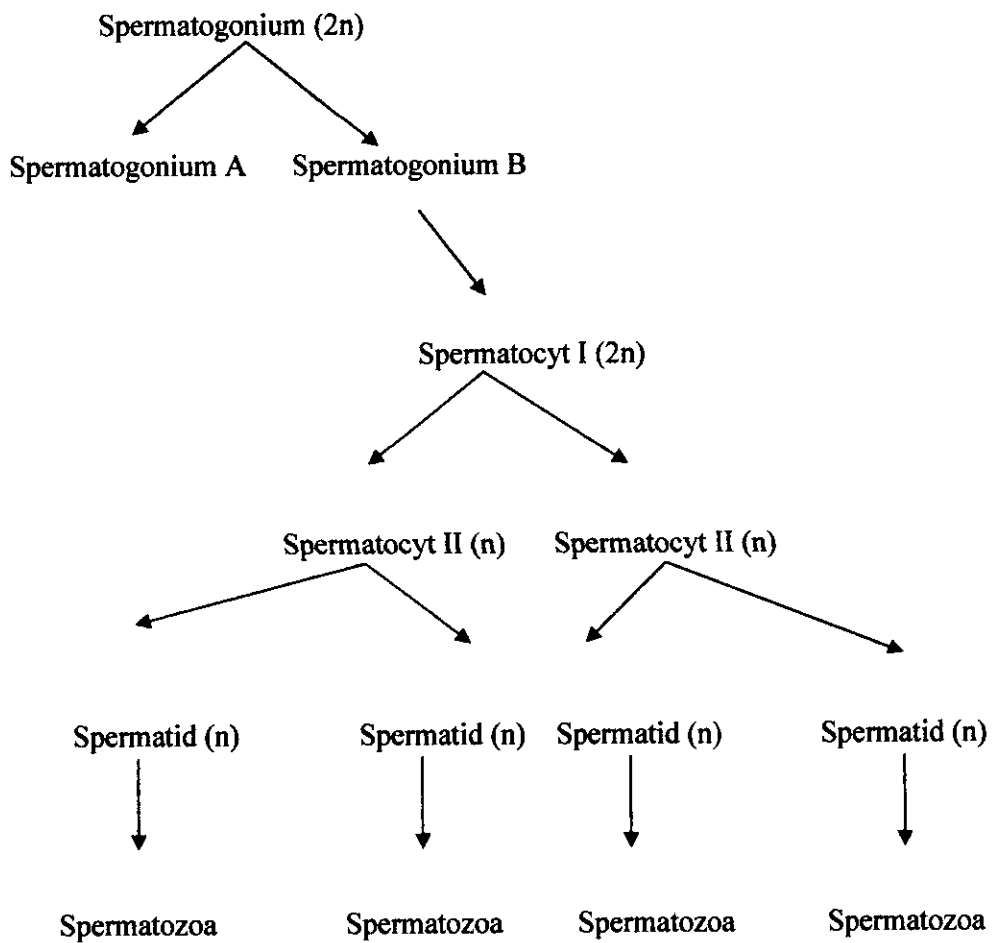 Spermatogonium (2n)
Spermatogonium A Spermatogonium B
Spermatocyt I (2n)
Spermatocyt II (n) Spermatocyt II (n)
Spermatid (n) Spermatid (n) Spermatid (n) Spermatid (n)
Spermatozoa Spermatozoa Spermatozoa Spermatozoa